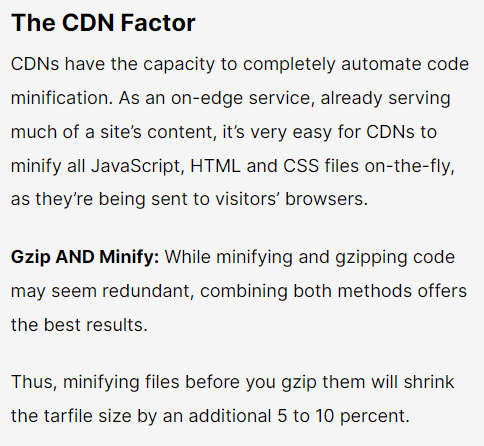 The CDN Factor
CDNs have the capacity to completely automate code
minification. As an on-edge service, already serving
much of a site’s content, it’s very easy for CDNs to
minify all JavaScript, HTML and CSS files on-the-fly,
as they’re being sent to visitors’ browsers.
Gzip AND Minify: While minifying and gzipping code
may seem redundant, combining both methods offers
the best results.
Thus, minifying files before you gzip them will shrink
the tarfile size by an additional 5 to 10 percent.